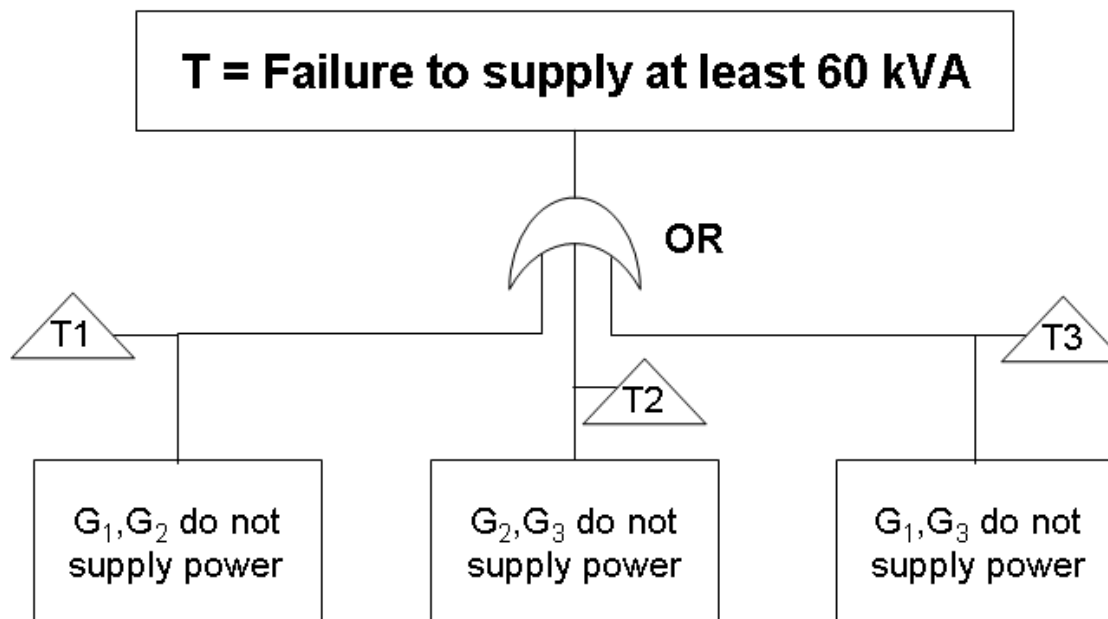 T = Failure to supply at least 60 kVA
OR
T1
T3
T2
G₁,G₂ do not
supply power
G₂,G₃ do not
supply power
G₁,G₃ do not
supply power